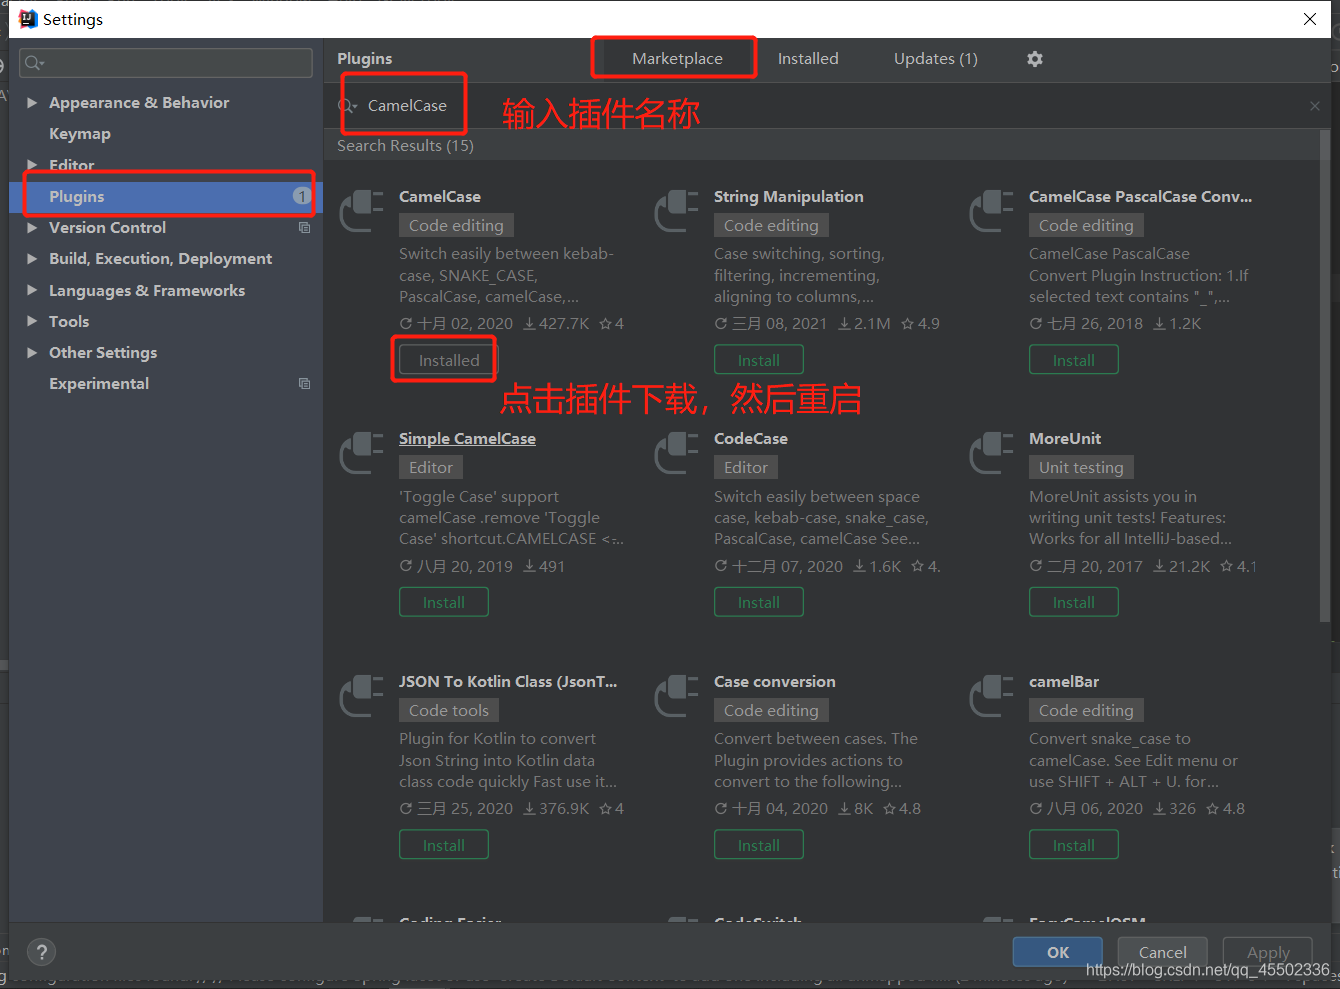 Settings
Plugins
Marketplace
Installed
Updates (1)
Appearance & Behavior
Keymap
Editor
Plugins
1
Version Control
Build, Execution, Deployment
Languages & Frameworks
Tools
Other Settings
Experimental
CamelCase
输入插件名称
Search Results (15)
CamelCase
Code editing
Switch easily between kebab-
case, SNAKE_CASE,
PascalCase, camelCase,...
十月 02, 2020 427.7K 4
Installed
点击插件下载，然后重启
String Manipulation
Code editing
Case switching, sorting,
filtering, incrementing,
aligning to columns,...
三月 08, 2021 2.1M 4.9
Install
CamelCase PascalCase Conv...
Code editing
CamelCase PascalCase
Convert Plugin Instruction: 1.If
selected text contains "_",...
七月 26, 2018 1.2K
Install
Simple CamelCase
Editor
'Toggle Case' support
camelCase .remove 'Toggle
Case' shortcut.CAMELCASE <-...
八月 20, 2019 491
Install
CodeCase
Editor
Switch easily between space
case, kebab-case, snake_case,
PascalCase, camelCase See...
十二月 07, 2020 1.6K 4.
Install
MoreUnit
Unit testing
MoreUnit assists you in
writing unit tests! Features:
Works for all IntelliJ-based...
二月 20, 2017 21.2K 4.1
Install
JSON To Kotlin Class (JsonT...
Code tools
Plugin for Kotlin to convert
Json String into Kotlin data
class code quickly Fast use it...
三月 25, 2020 376.9K 4
Install
Case conversion
Code editing
Convert between cases. The
Plugin provides actions to
convert to the following...
十月 04, 2020 8K 4.8
Install
camelBar
Code editing
Convert snake_case to
camelCase. See Edit menu or
use SHIFT + ALT + U. for...
八月 06, 2020 326 4.8
Install
?
OK
Cancel
Apply
https://blog.csdn.net/qq_45502336